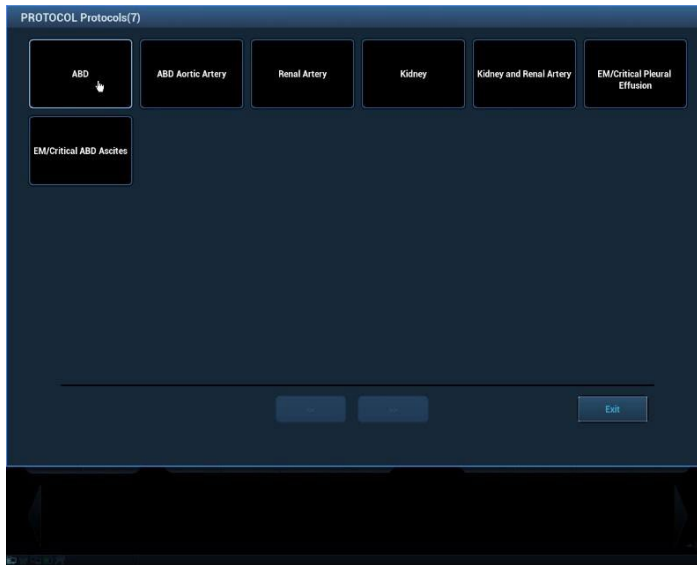 PROTOCOL Protocols(7)
ABD
ABD Aortic Artery
Renal Artery
Kidney
Kidney and Renal Artery
EM/Critical Pleural
Effusion
EM/Critical ABD Ascites
Exit